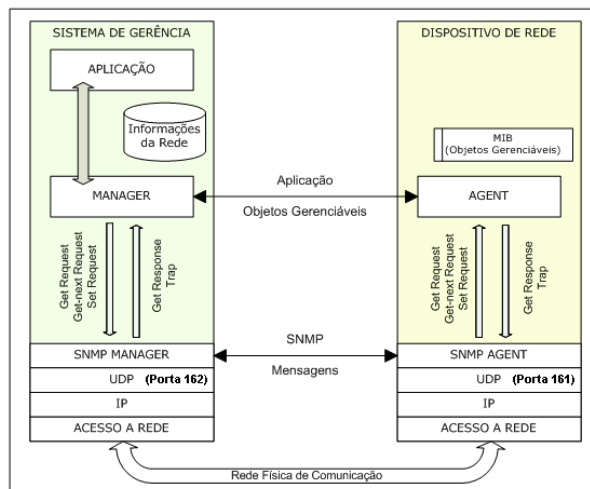 SISTEMA DE GERÊNCIA
APLICAÇÃO
Informações
da Rede
MANAGER
Get Request
Get-next Request
Set Request
Get Response
Trap
SNMP MANAGER
UDP (Porta 162)
IP
ACESSO A REDE
Aplicação
Objetos Gerenciáveis
SNMP
Mensagens
DISPOSITIVO DE REDE
MIB
(Objetos Gerenciáveis)
AGENT
Get Request
Get-next Request
Set Request
Get Response
Trap
SNMP AGENT
UDP (Porta 161)
IP
ACESSO A REDE
Rede Física de Comunicação